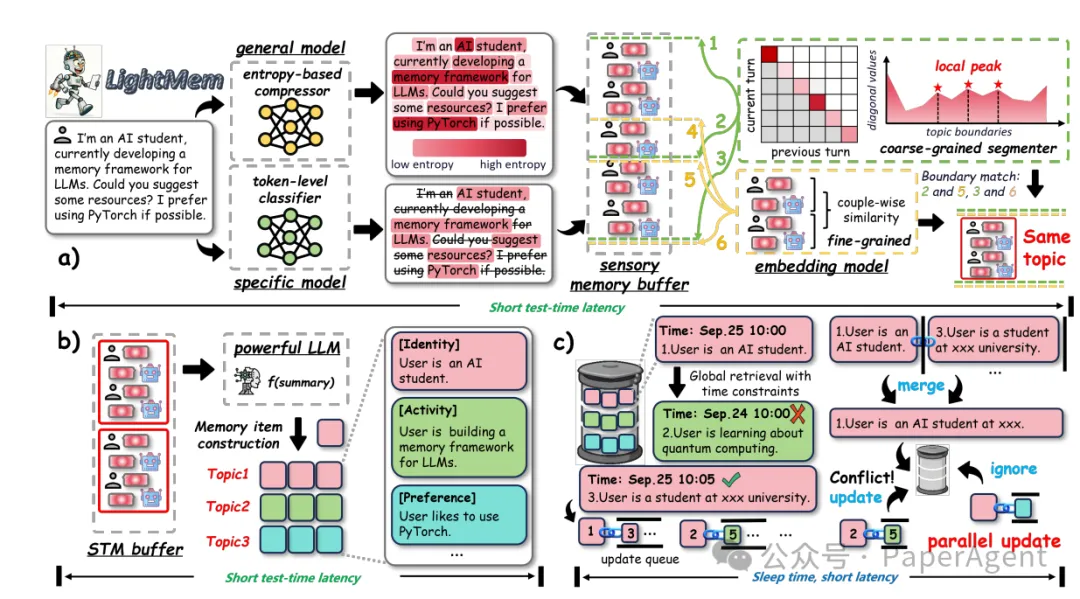 LightMem
I'm an AI student,
currently developing a
memory framework for
LLMs. Could you suggest
some resources? I prefer
using PyTorch if possible.
a)
general model
entropy-based
compressor
token-level
classifier
specific model
I'm an AI student,
currently developing a
memory framework for
LLMs. Could you suggest
some resources? I prefer
using PyTorch if possible.
low entropy
high entropy
I'm an AI student,
currently developing a
memory framework for
LLMs. Could you suggest
some resources? I prefer
using PyTorch if possible.
sensory
memory buffer
1
2
3
4
5
6
current turn
previous turn
diagonal values
local peak
topic boundaries
coarse-grained segmenter
couple-wise
similarity
fine-grained
embedding model
Boundary match:
2 and 5, 3 and 6
Same
topic
Short test-time latency
b)
STM buffer
powerful LLM
f(summary)
Memory item
construction
Topic1
Topic2
Topic3
[Identity]
User is an AI
student.
[Activity]
User is building a
memory framework
for LLMs.
[Preference]
User likes to use
PyTorch.
...
Short test-time latency
c)
Time: Sep.25 10:00
1.User is an AI student.
Global retrieval with
time constraints
Time: Sep.24 10:00
2.User is learning about
quantum computing.
Time: Sep.25 10:05
3.User is a student at xxx university.
1
3
...
2
5
... ...
update queue
1.User is an
AI student.
3.User is a student
at xxx university.
...
merge
1.User is an AI student at xxx.
Conflict!
update
ignore
2
5
parallel update
公众号 · PaperAgent
Sleep time, short latency